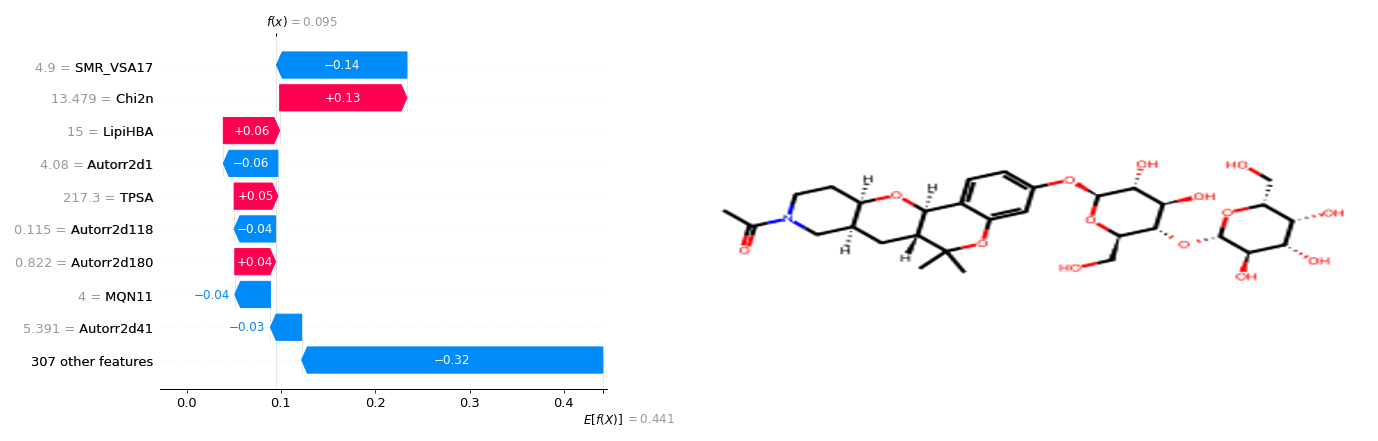 f(x) = 0.095
4.9 = SMR_VSA17 −0.14
13.479 = Chi2n +0.13
15 = LipiHBA +0.06
4.08 = Autorr2d1 −0.06
217.3 = TPSA +0.05
0.115 = Autorr2d118 −0.04
0.822 = Autorr2d180 +0.04
4 = MQN11 −0.04
5.391 = Autorr2d41 −0.03
307 other features −0.32
0.0 0.1 0.2 0.3 0.4
E[f(X)] = 0.441
OH HO
H H O OH OH
N O O O
O H H O HO O OH OH